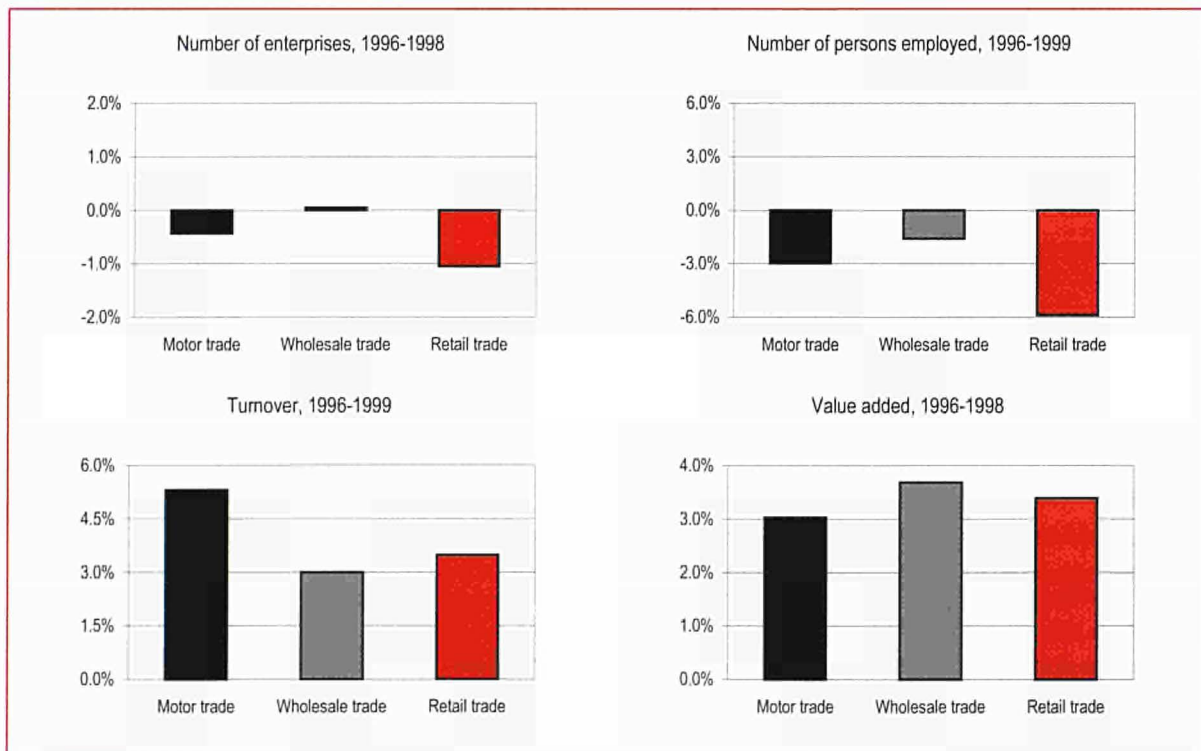 Number of enterprises, 1996-1998
2.0%
1.0%
0.0%
-1.0%
-2.0%
Motor trade Wholesale trade Retail trade
Number of persons employed, 1996-1999
6.0%
3.0%
0.0%
-3.0%
-6.0%
Motor trade Wholesale trade Retail trade
Turnover, 1996-1999
6.0%
4.5%
3.0%
1.5%
0.0%
Motor trade Wholesale trade Retail trade
Value added, 1996-1998
4.0%
3.0%
2.0%
1.0%
0.0%
Motor trade Wholesale trade Retail trade